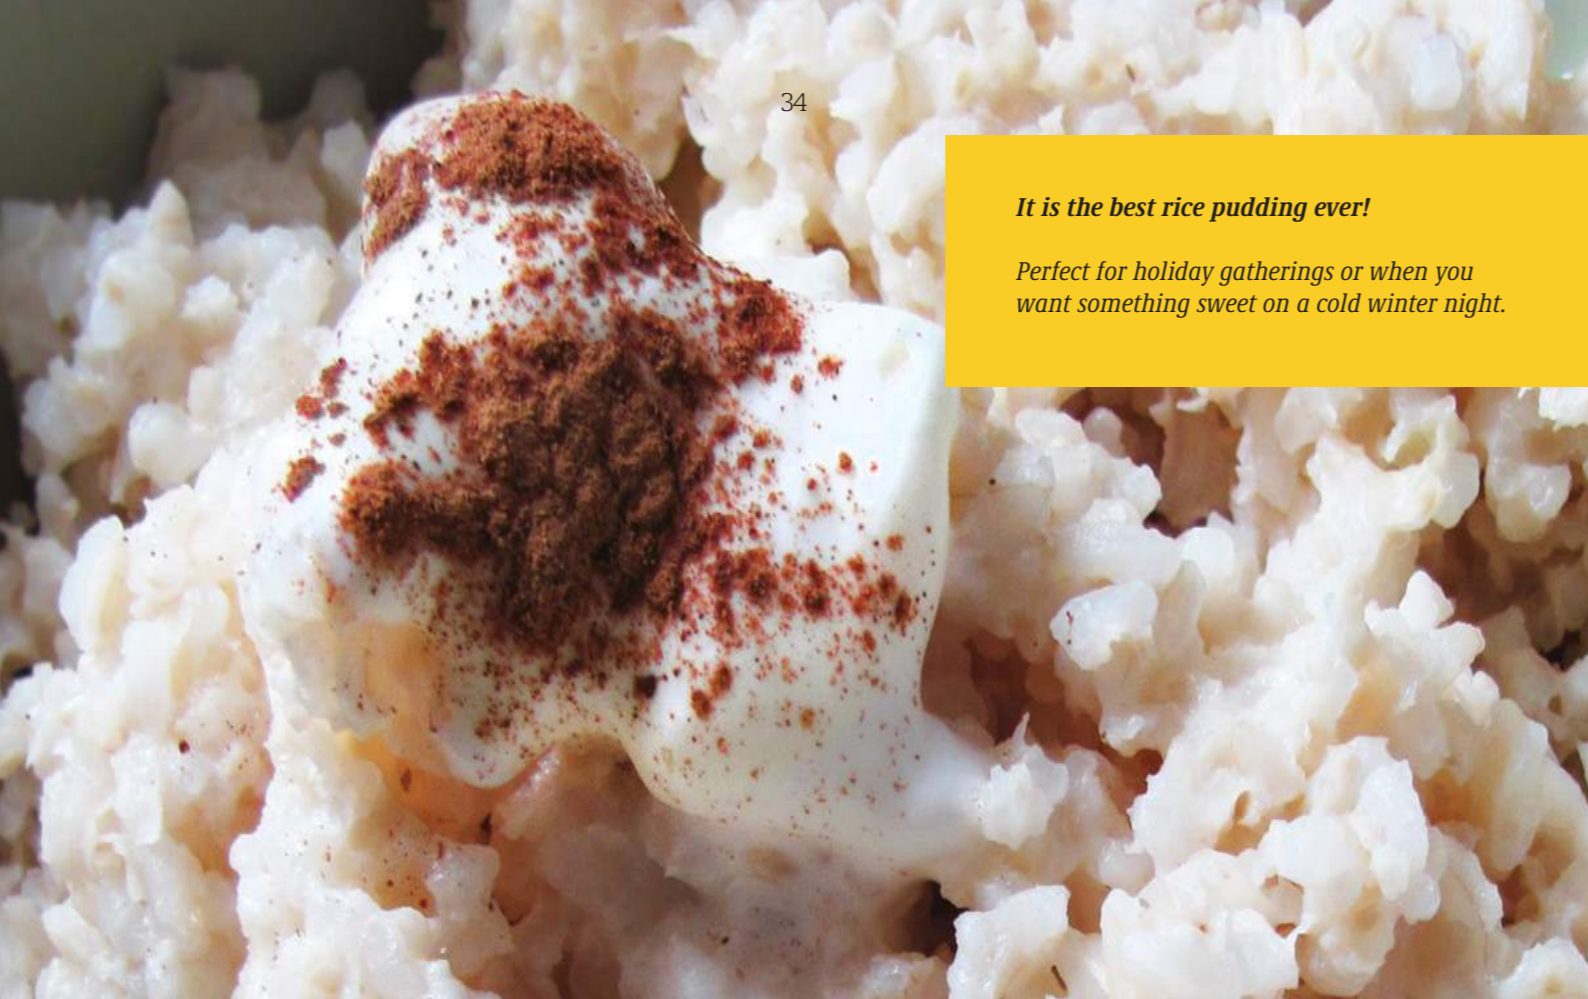 34
It is the best rice pudding ever!
Perfect for holiday gatherings or when you
want something sweet on a cold winter night.